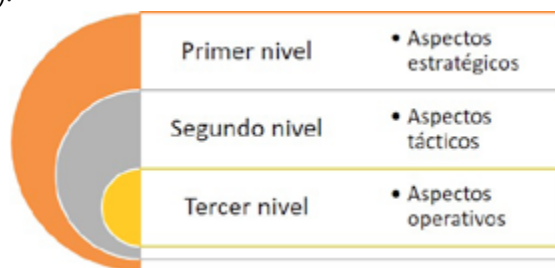 Primer nivel
• Aspectos
estratégicos
Segundo nivel
• Aspectos
tácticos
Tercer nivel
• Aspectos
operativos